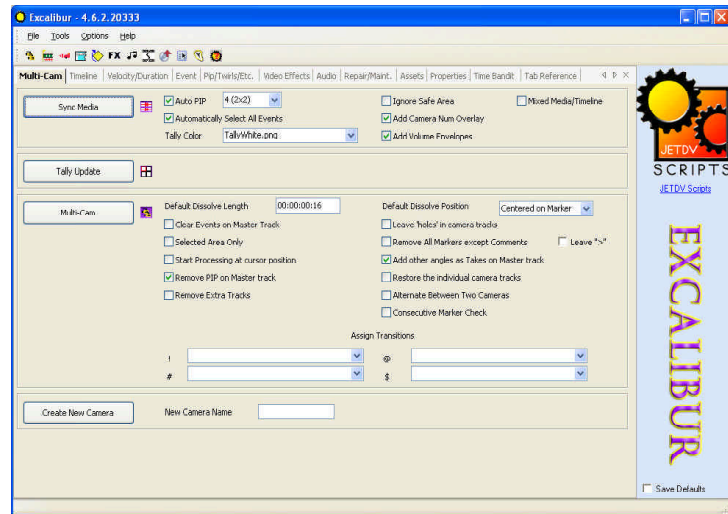 Excalibur - 4.6.2.20333
File Tools Options Help
FX
Multi-Cam Timeline Velocity/Duration Event Pip/Twirls/Etc. Video Effects Audio Repair/Maint. Assets Properties Time Bandit Tab Reference
Sync Media
Auto PIP 4 (2x2) Ignore Safe Area Mixed Media/Timeline
Automatically Select All Events Add Camera Num Overlay
Tally Color TallyWhite.png Add Volume Envelopes
Tally Update
Multi-Cam
Default Dissolve Length 00:00:00:16 Default Dissolve Position Centered on Marker
Clear Events on Master Track Leave 'holes' in camera tracks
Selected Area Only Remove All Markers except Comments Leave ">"
Start Processing at cursor position Add other angles as Takes on Master track
Remove PIP on Master track Restore the individual camera tracks
Remove Extra Tracks Alternate Between Two Cameras
Consecutive Marker Check
Assign Transitions
! @
# $
Create New Camera New Camera Name
JETDV
SCRIPTS
JETDV Scripts
EXCALIBUR
Save Defaults